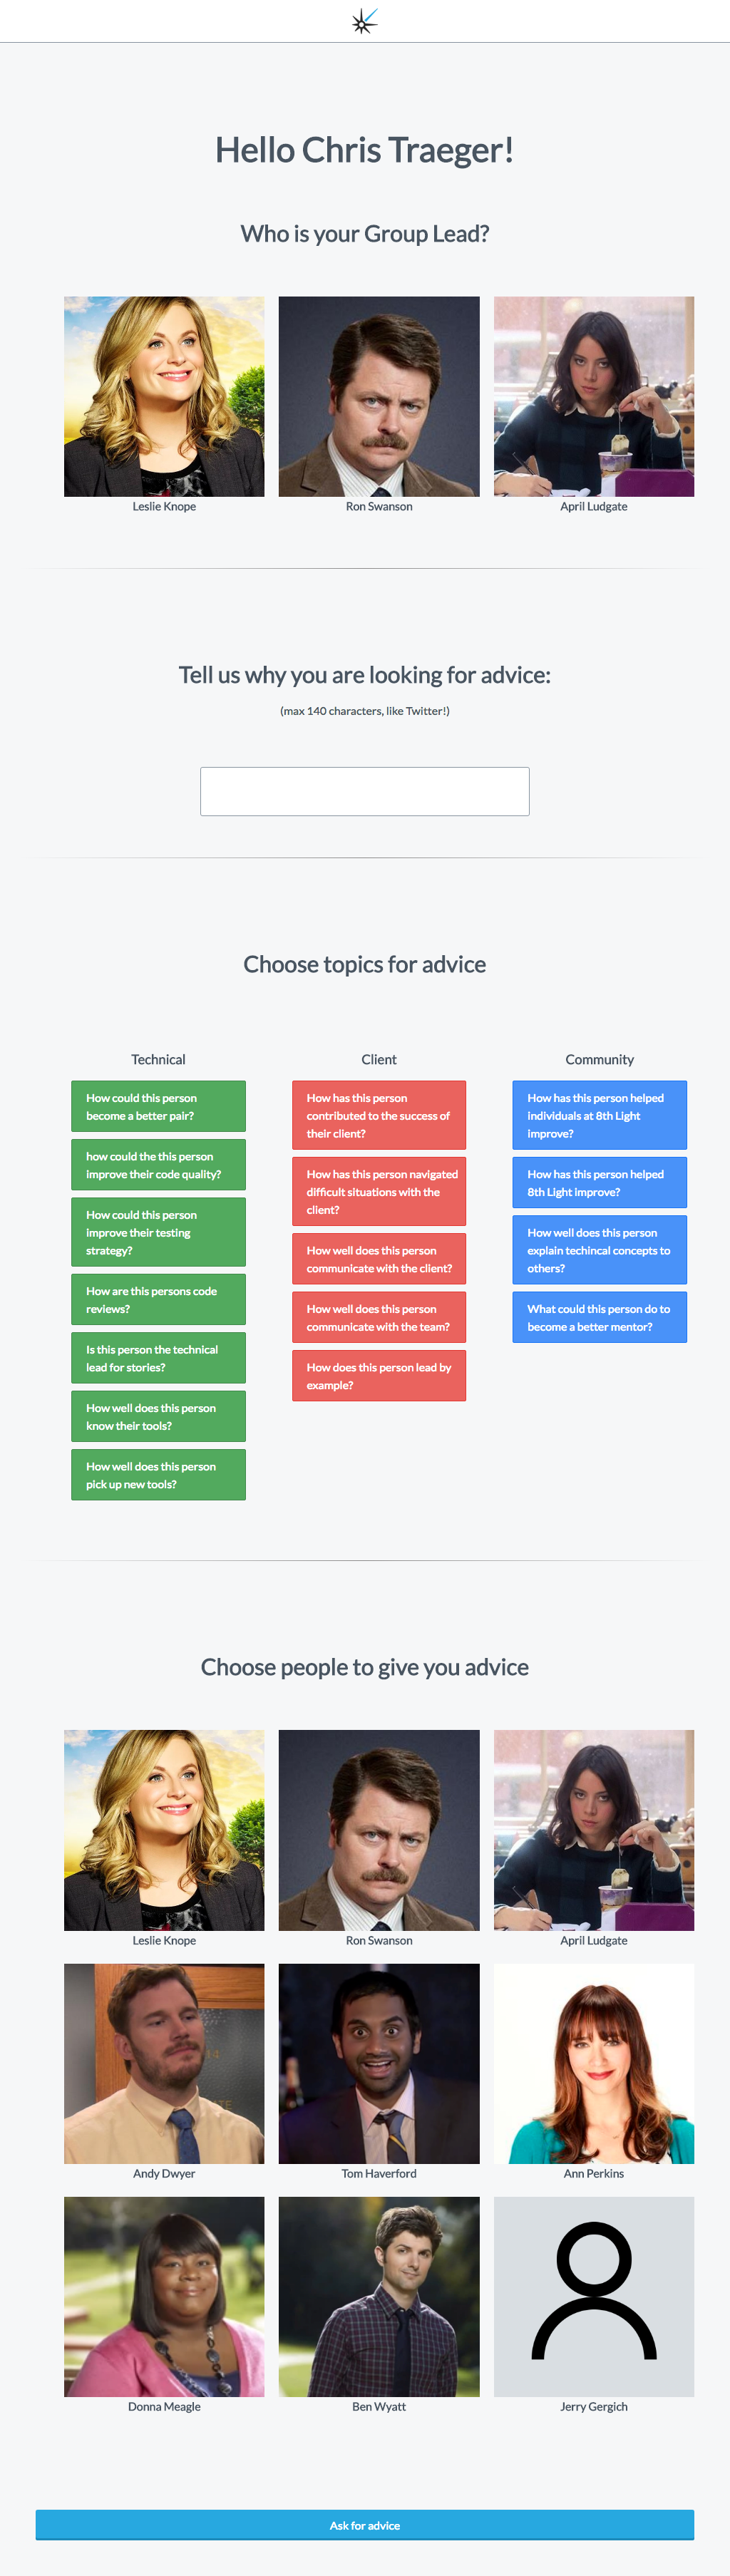 Hello Chris Traeger!
Who is your Group Lead?
Leslie Knope
Ron Swanson
April Ludgate
Tell us why you are looking for advice:
(max 140 characters, like Twitter!)
Choose topics for advice
Technical
How could this person
become a better pair?
how could the this person
improve their code quality?
How could this person
improve their testing
strategy?
How are this persons code
reviews?
Is this person the technical
lead for stories?
How well does this person
know their tools?
How well does this person
pick up new tools?
Client
How has this person
contributed to the success of
their client?
How has this person navigated
difficult situations with the
client?
How well does this person
communicate with the client?
How well does this person
communicate with the team?
How does this person lead by
example?
Community
How has this person helped
individuals at 8th Light
improve?
How has this person helped
8th Light improve?
How well does this person
explain techincal concepts to
others?
What could this person do to
become a better mentor?
Choose people to give you advice
Leslie Knope
Ron Swanson
April Ludgate
Andy Dwyer
Tom Haverford
Ann Perkins
Donna Meagle
Ben Wyatt
Jerry Gergich
Ask for advice